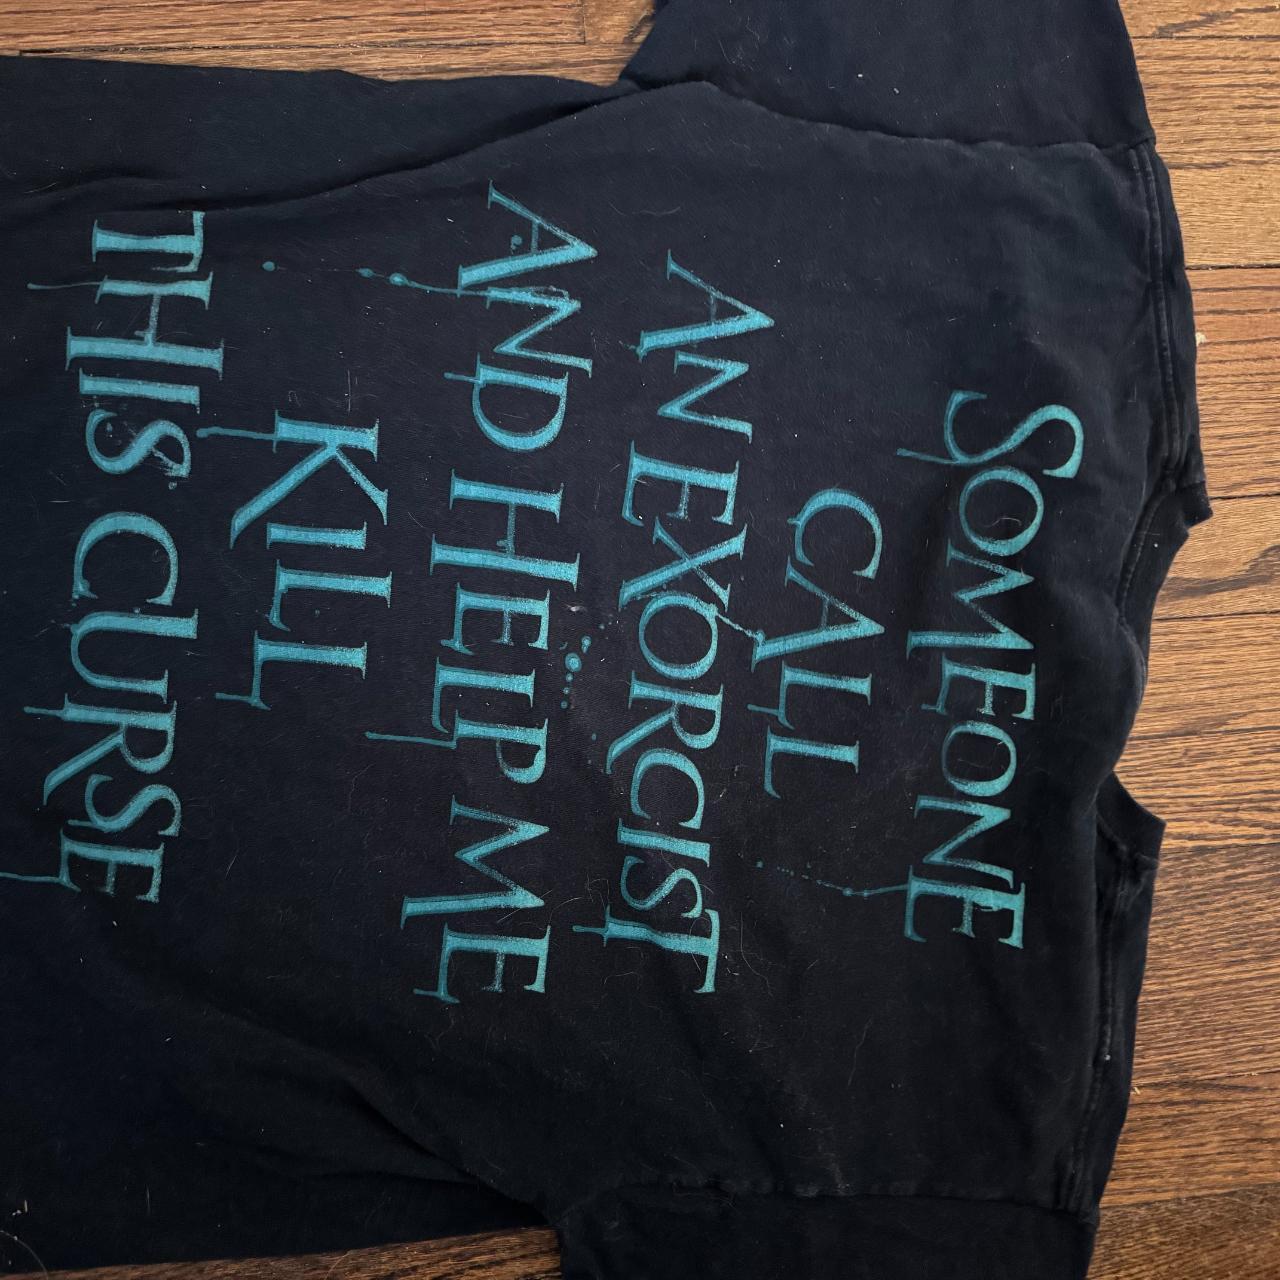 SOMEONE
CALL
AN EXORCIST
AND HELP ME
KILL
THIS CURSE